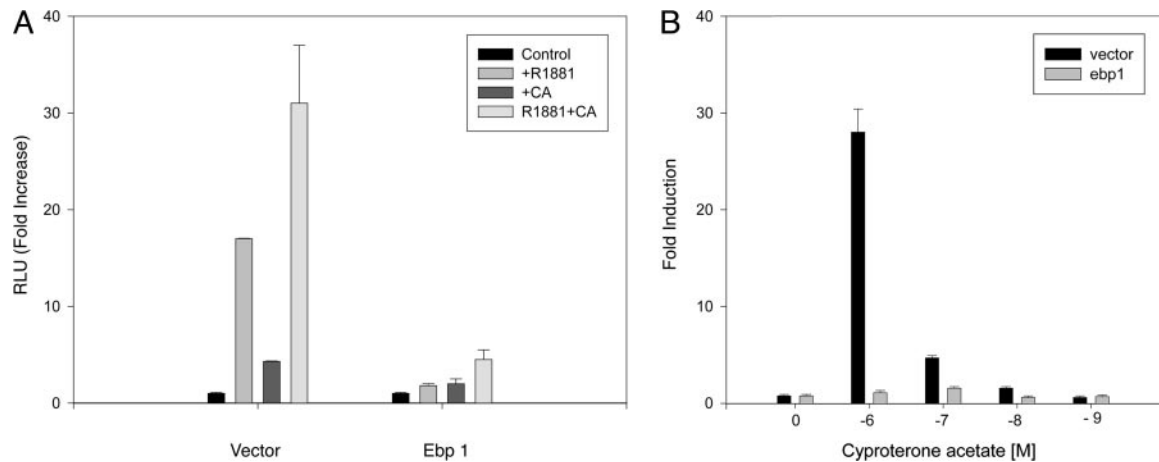 A
40
30
20
10
0
RLU (Fold Increase)
Control
+R1881
+CA
R1881+CA
Vector
Ebp 1
B
40
30
20
10
0
Fold Induction
vector
ebp1
0
-6
-7
-8
- 9
Cyproterone acetate [M]